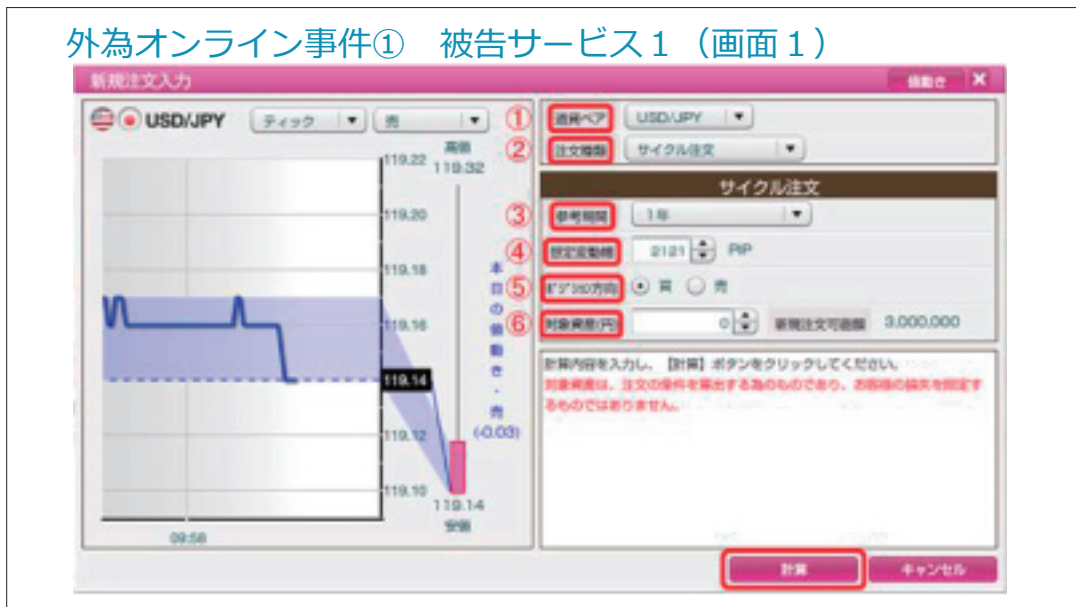 外為オンライン事件① 被告サービス1（画面1）
新規注文入力
値動き X
USD/JPY ティック 売
高値
119.32
119.22
119.20
119.18
119.16
119.14
119.12
119.10
本日の値動き・売
(-0.03)
119.14
安値
09:58
① 通貨ペア USD/JPY
② 注文種類 サイクル注文
サイクル注文
③ 参考期間 1年
④ 想定変動幅 2121 PIP
⑤ ﾎﾟｼﾞｼｮﾝ方向 買 売
⑥ 対象資産(円) 0 新規注文可能額 3,000,000
計算内容を入力し、【計算】ボタンをクリックしてください。
対象資産は、注文の条件を算出する為のものであり、お客様の損失を限定す
るものではありません。
計算 キャンセル